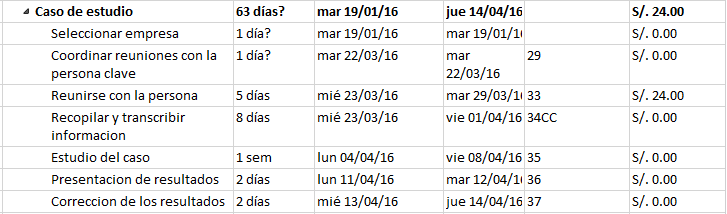 Caso de estudio 63 días? mar 19/01/16 jue 14/04/16 S/. 24.00
Seleccionar empresa 1 día? mar 19/01/16 mar 19/01/1 S/. 0.00
Coordinar reuniones con la 1 día? mar 22/03/16 mar 29 S/. 0.00
persona clave 22/03/16
Reunirse con la persona 5 días mié 23/03/16 mar 29/03/1 33 S/. 24.00
Recopilar y transcribir 8 días mié 23/03/16 vie 01/04/16 34CC S/. 0.00
informacion
Estudio del caso 1 sem lun 04/04/16 vie 08/04/16 35 S/. 0.00
Presentacion de resultados 2 días lun 11/04/16 mar 12/04/16 36 S/. 0.00
Correccion de los resultados 2 días mié 13/04/16 jue 14/04/16 37 S/. 0.00